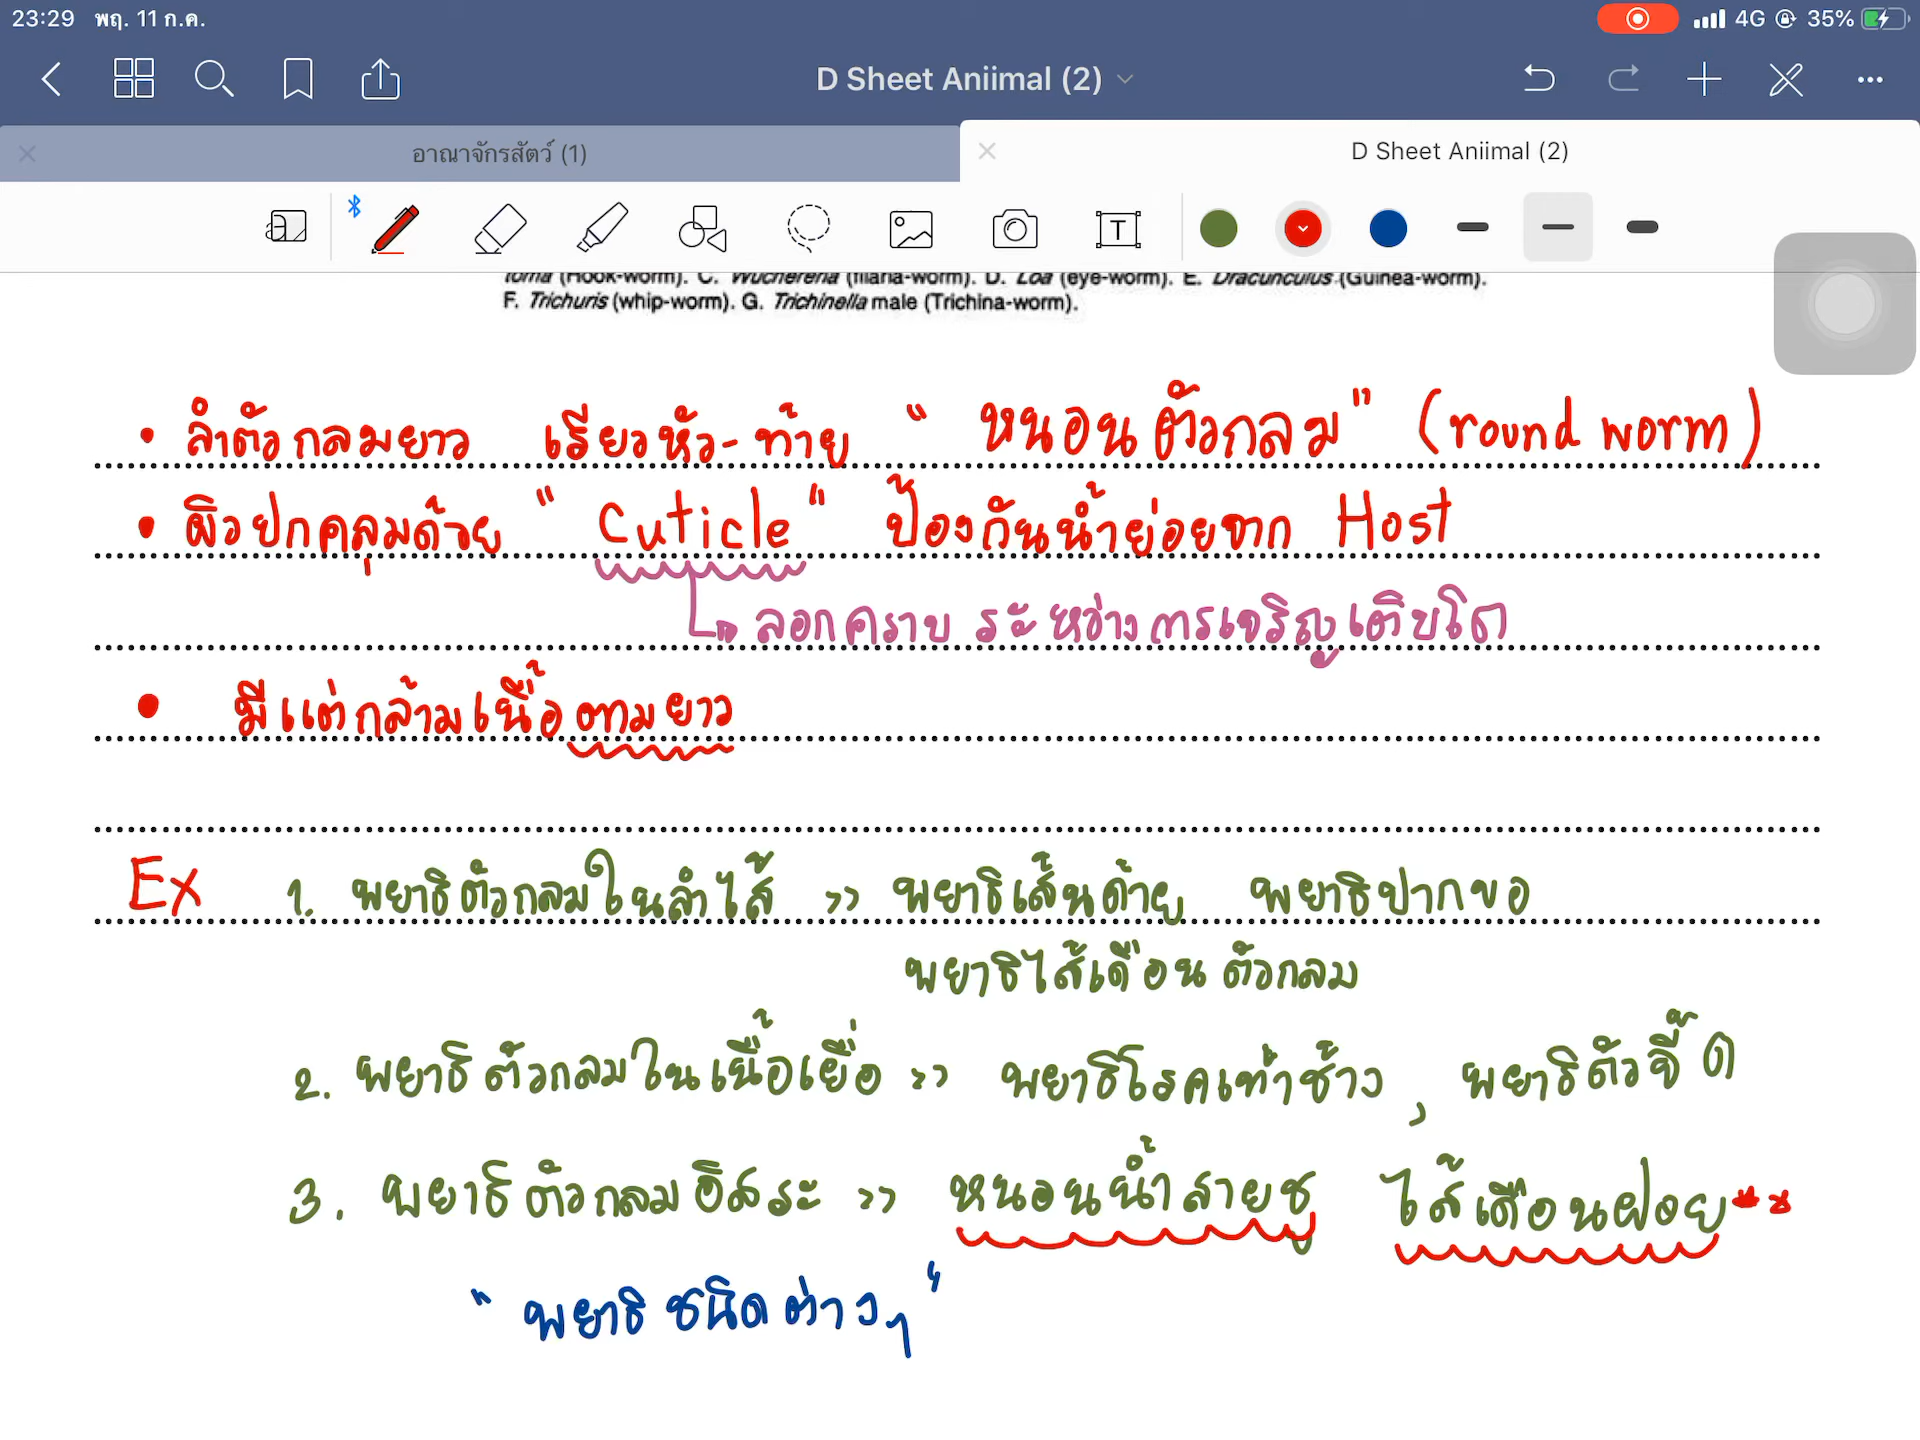 23:29 พฤ. 11 ก.ค. 4G 35%
D Sheet Aniimal (2)
อาณาจักรสัตว์ (1)
D Sheet Aniimal (2)
T
toma (Hook-worm). C. Wuchereria (filaria-worm). D. Loa (eye-worm). E. Dracunculus (Guinea-worm).
F. Trichuris (whip-worm). G. Trichinella male (Trichina-worm).
• ลำตัวกลมยาว เรียวหัว-ท้าย " หนอนตัวกลม" (round worm)
• ผิวปกคลุมด้วย " Cuticle " ป้องกันน้ำย่อยจาก Host
ลอกคราบ ระหว่างการเจริญเติบโต
• มีแต่กล้ามเนื้อตามยาว
Ex 1. พยาธิตัวกลมในลำไส้ >> พยาธิเส้นด้าย พยาธิปากขอ
พยาธิไส้เดือน ตัวกลม
2. พยาธิ ตัวกลมในเนื้อเยื่อ >> พยาธิโรคเท้าช้าง , พยาธิตัวจี๊ด
3. พยาธิ ตัวกลมอิสระ >> หนอนน้ำส้มสายชู ไส้เดือนฝอย**
" พยาธิ ชนิด ต่างๆ "